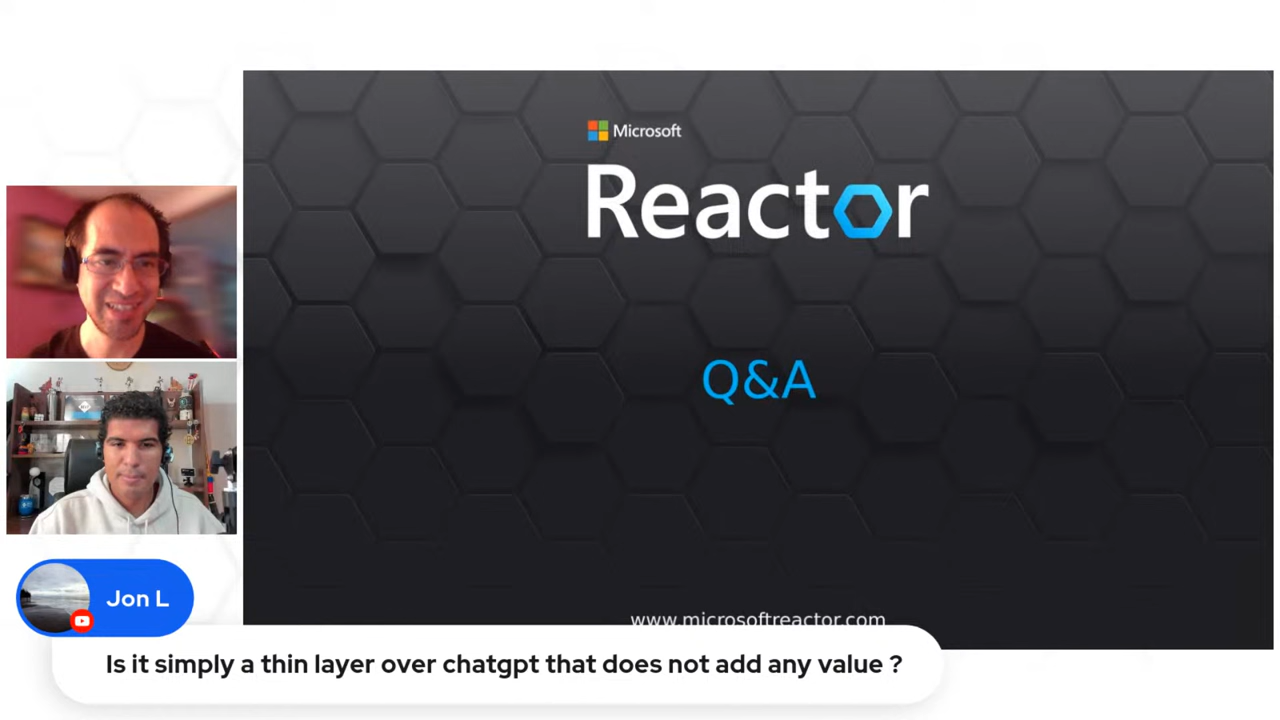 Microsoft
Reactor
Q&A
www.microsoftreactor.com
Jon L
Is it simply a thin layer over chatgpt that does not add any value ?